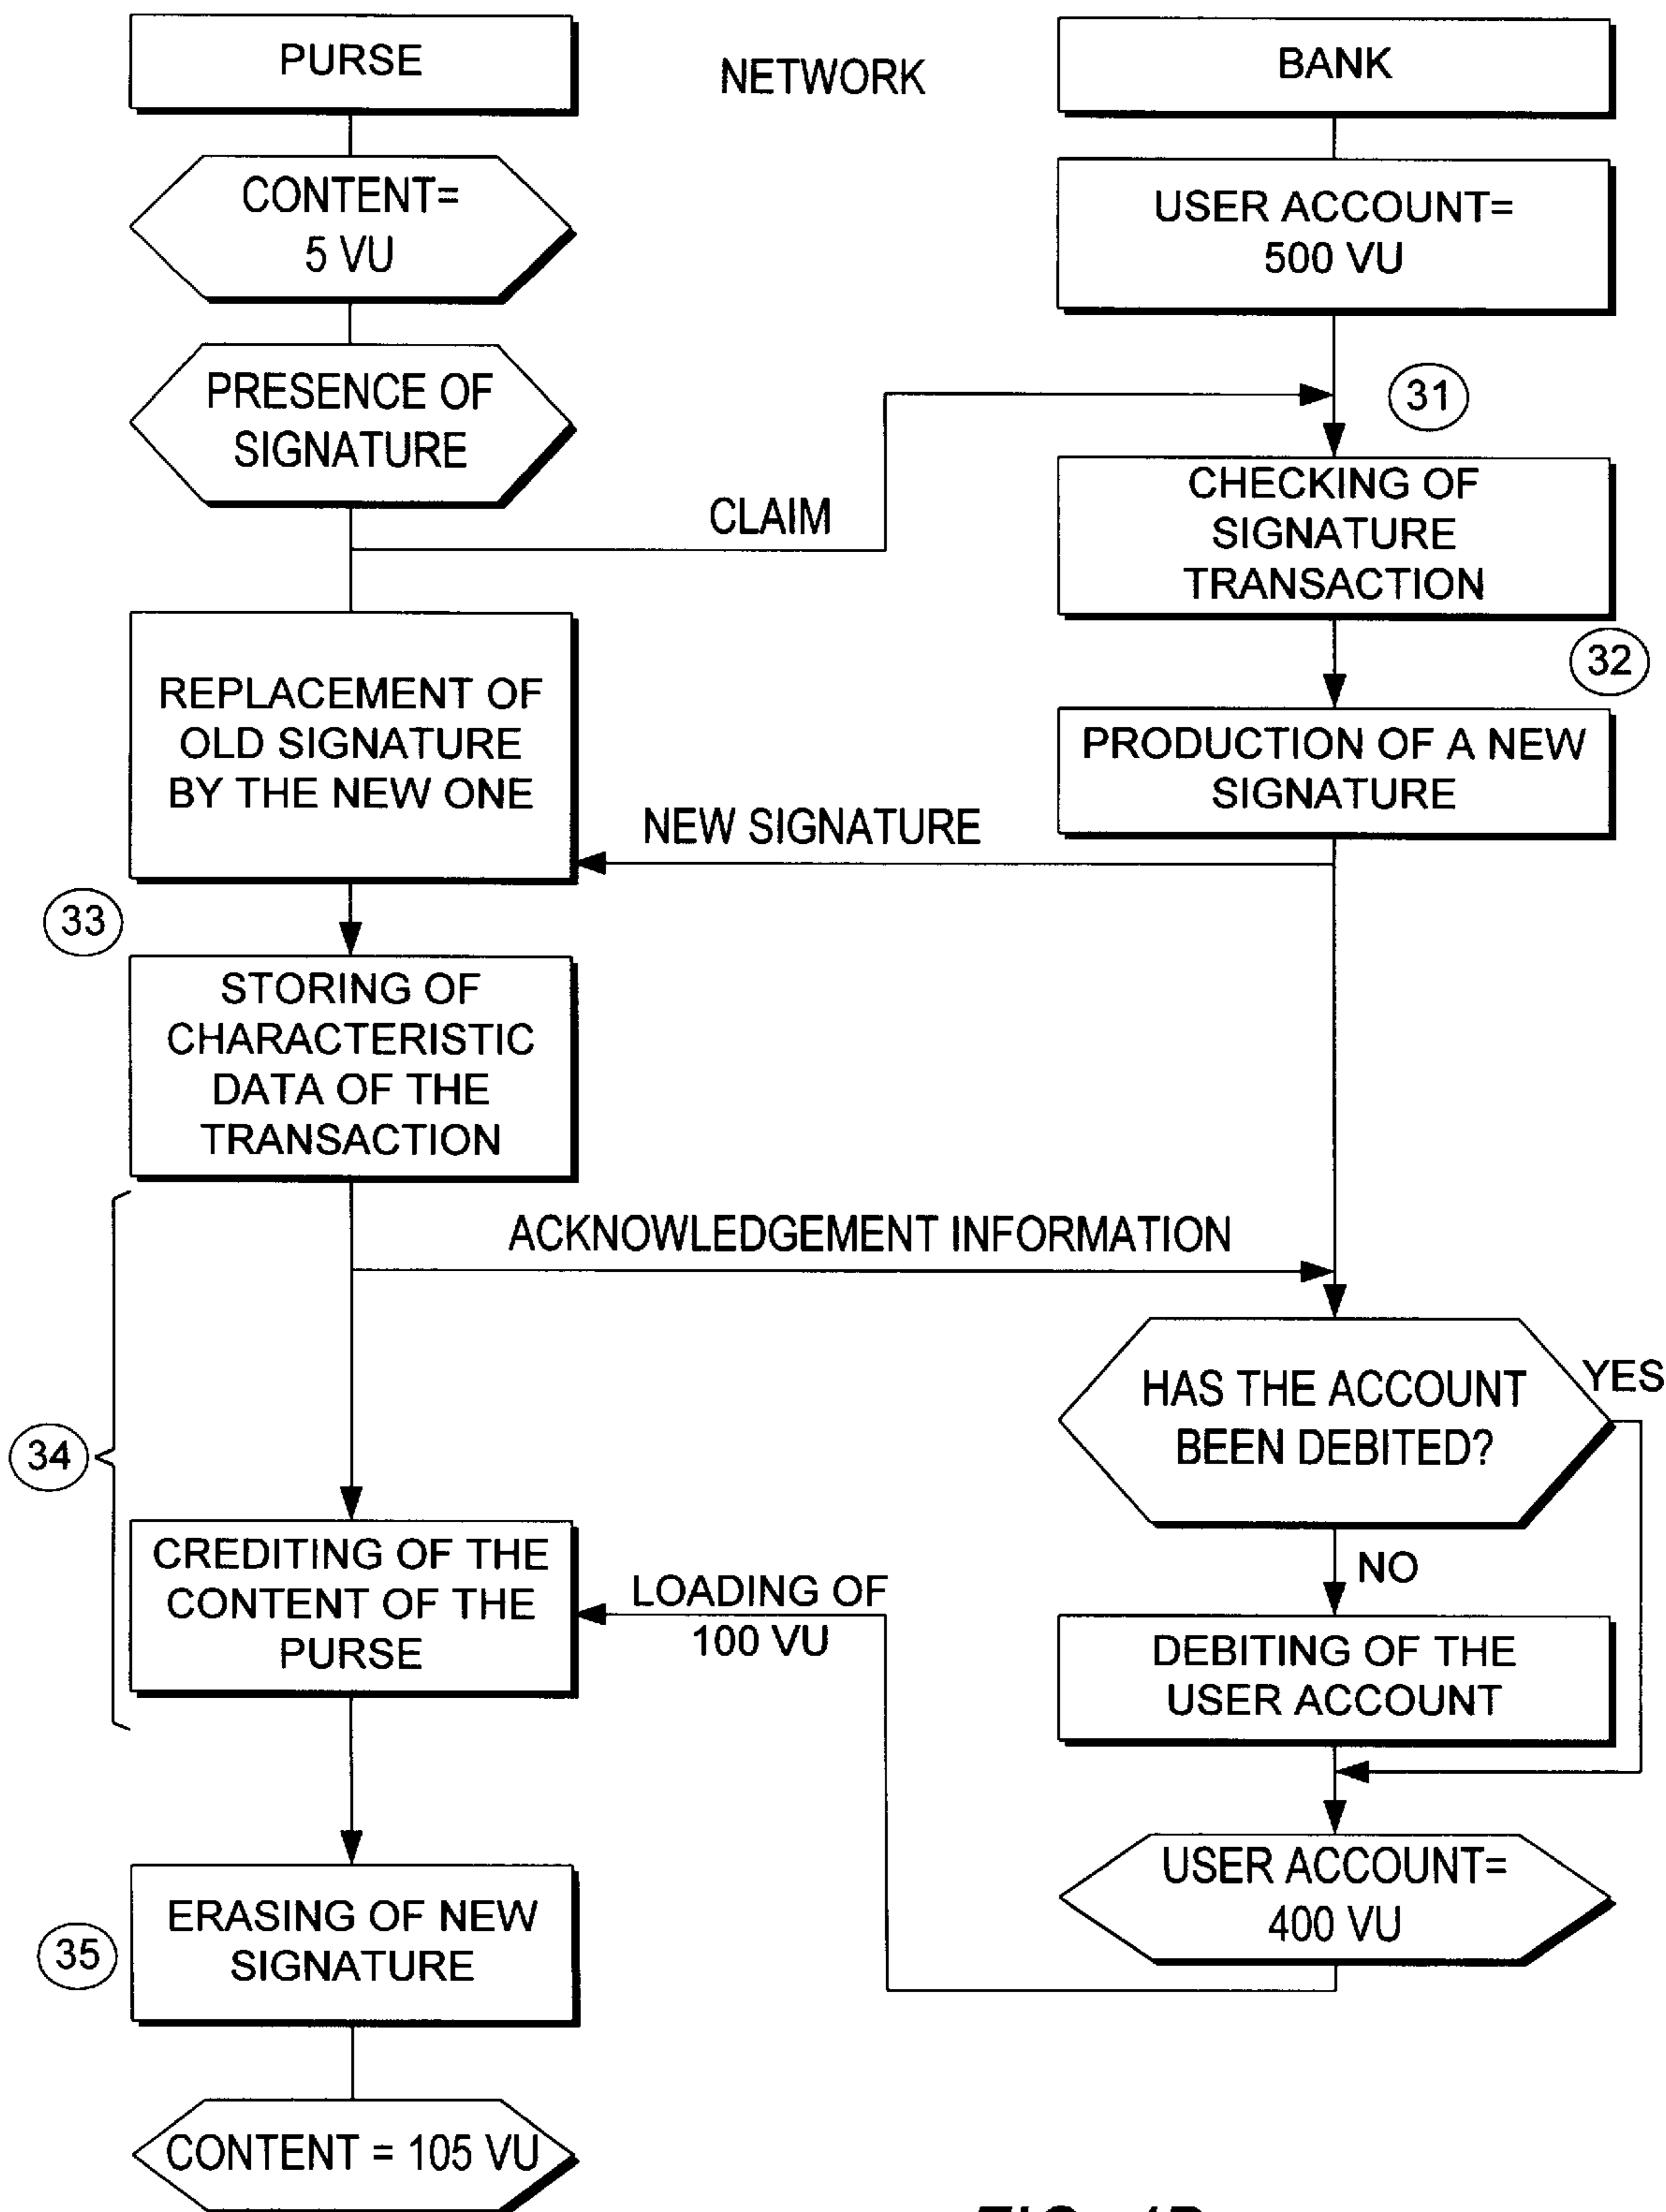 PURSE
NETWORK
BANK
CONTENT=
5 VU
USER ACCOUNT=
500 VU
PRESENCE OF
SIGNATURE
31
CLAIM
CHECKING OF
SIGNATURE
TRANSACTION
32
REPLACEMENT OF
OLD SIGNATURE
BY THE NEW ONE
PRODUCTION OF A NEW
SIGNATURE
NEW SIGNATURE
33
STORING OF
CHARACTERISTIC
DATA OF THE
TRANSACTION
ACKNOWLEDGEMENT INFORMATION
HAS THE ACCOUNT
BEEN DEBITED?
YES
34
NO
CREDITING OF THE
CONTENT OF THE
PURSE
LOADING OF
100 VU
DEBITING OF THE
USER ACCOUNT
USER ACCOUNT=
400 VU
35
ERASING OF NEW
SIGNATURE
CONTENT = 105 VU